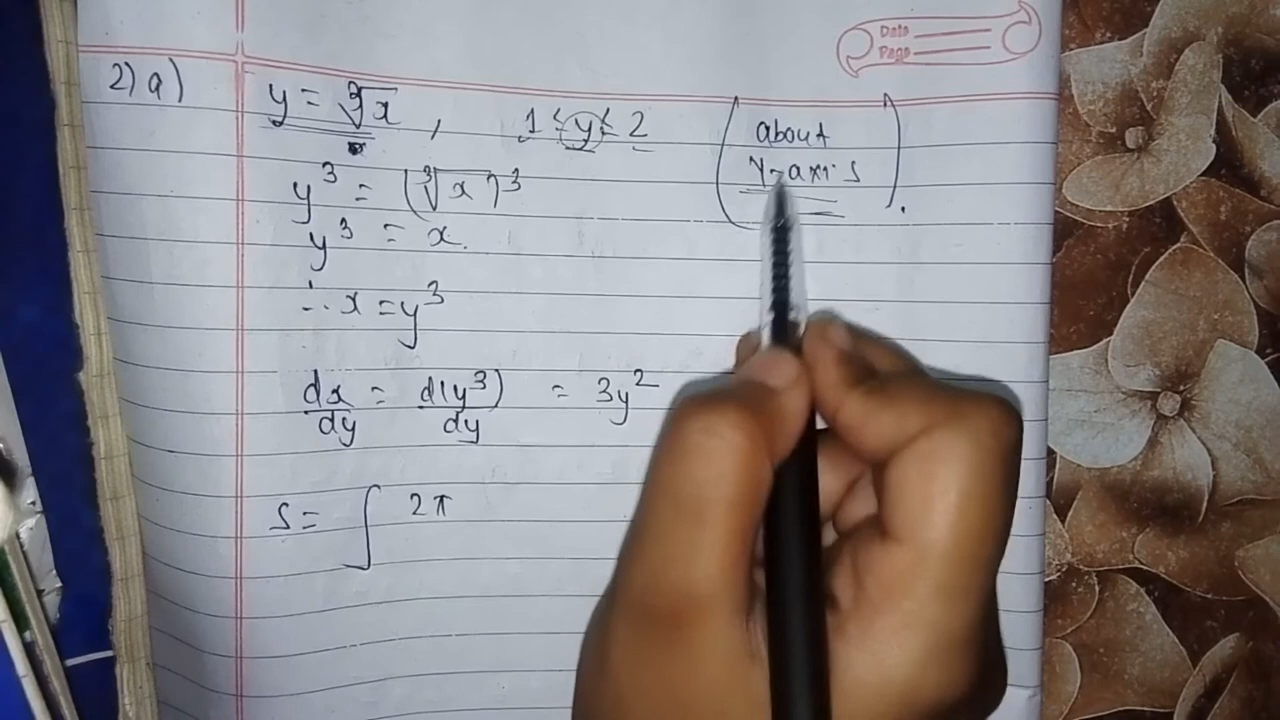 Date
Page
2) a) y = ∛x , 1 ≤ y ≤ 2 (about
Y-axis).
y³ = (∛x)³
y³ = x.
∴ x = y³
dx/dy = d(y³)/dy = 3y²
S = ∫ 2π